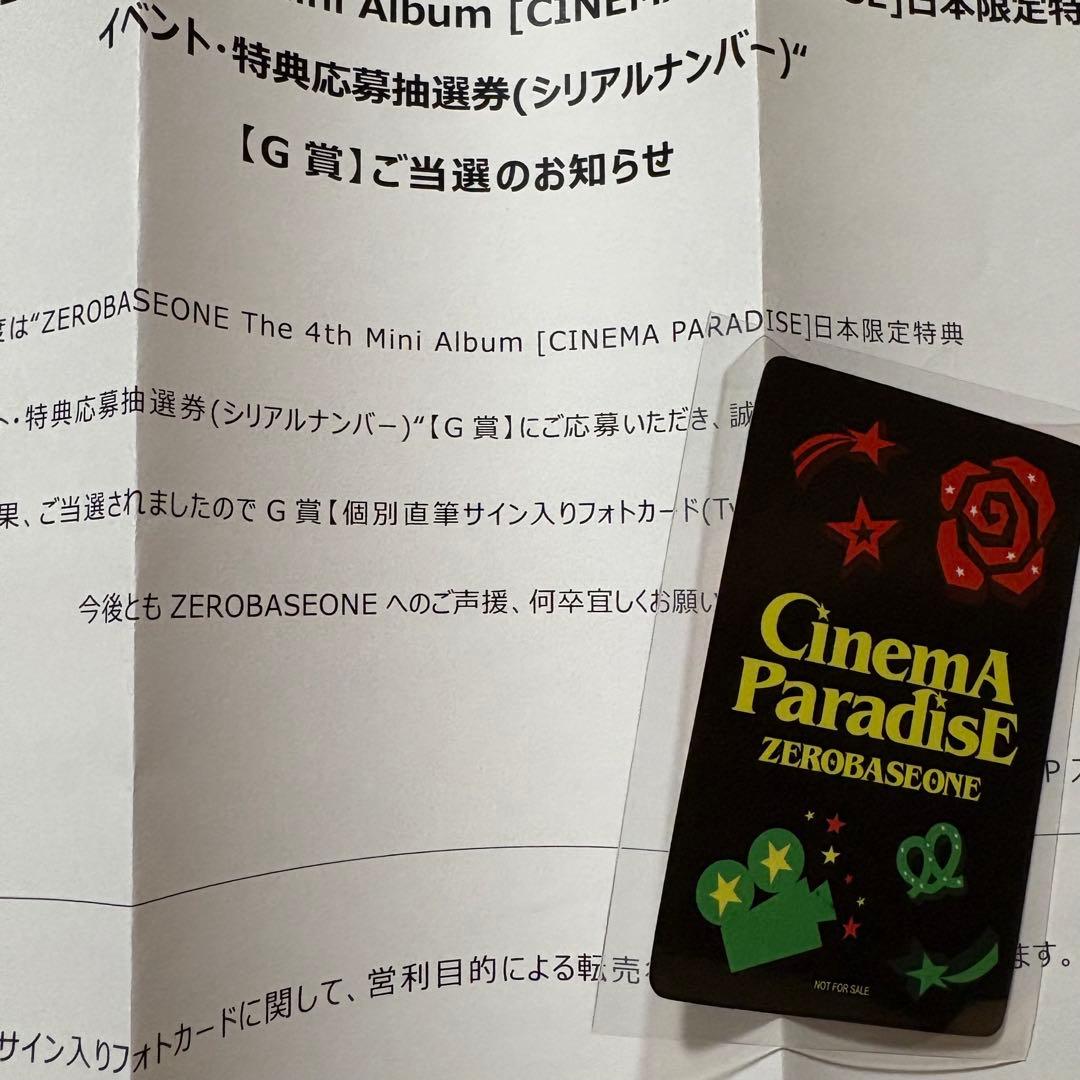 ini Album [CINEMA
日本限定特
イベント・特典応募抽選券(シリアルナンバー)“
【G 賞】ご当選のお知らせ
度は“ZEROBASEONE The 4th Mini Album [CINEMA PARADISE]日本限定特典
ト・特典応募抽選券(シリアルナンバー)“【G 賞】にご応募いただき、誠
果、ご当選されましたので G 賞【個別直筆サイン入りフォトカード(Ty
今後とも ZEROBASEONE へのご声援、何卒宜しくお願い
P
サイン入りフォトカードに関して、営利目的による転売
ます。
CinemA
ParadisE
ZEROBASEONE
NOT FOR SALE